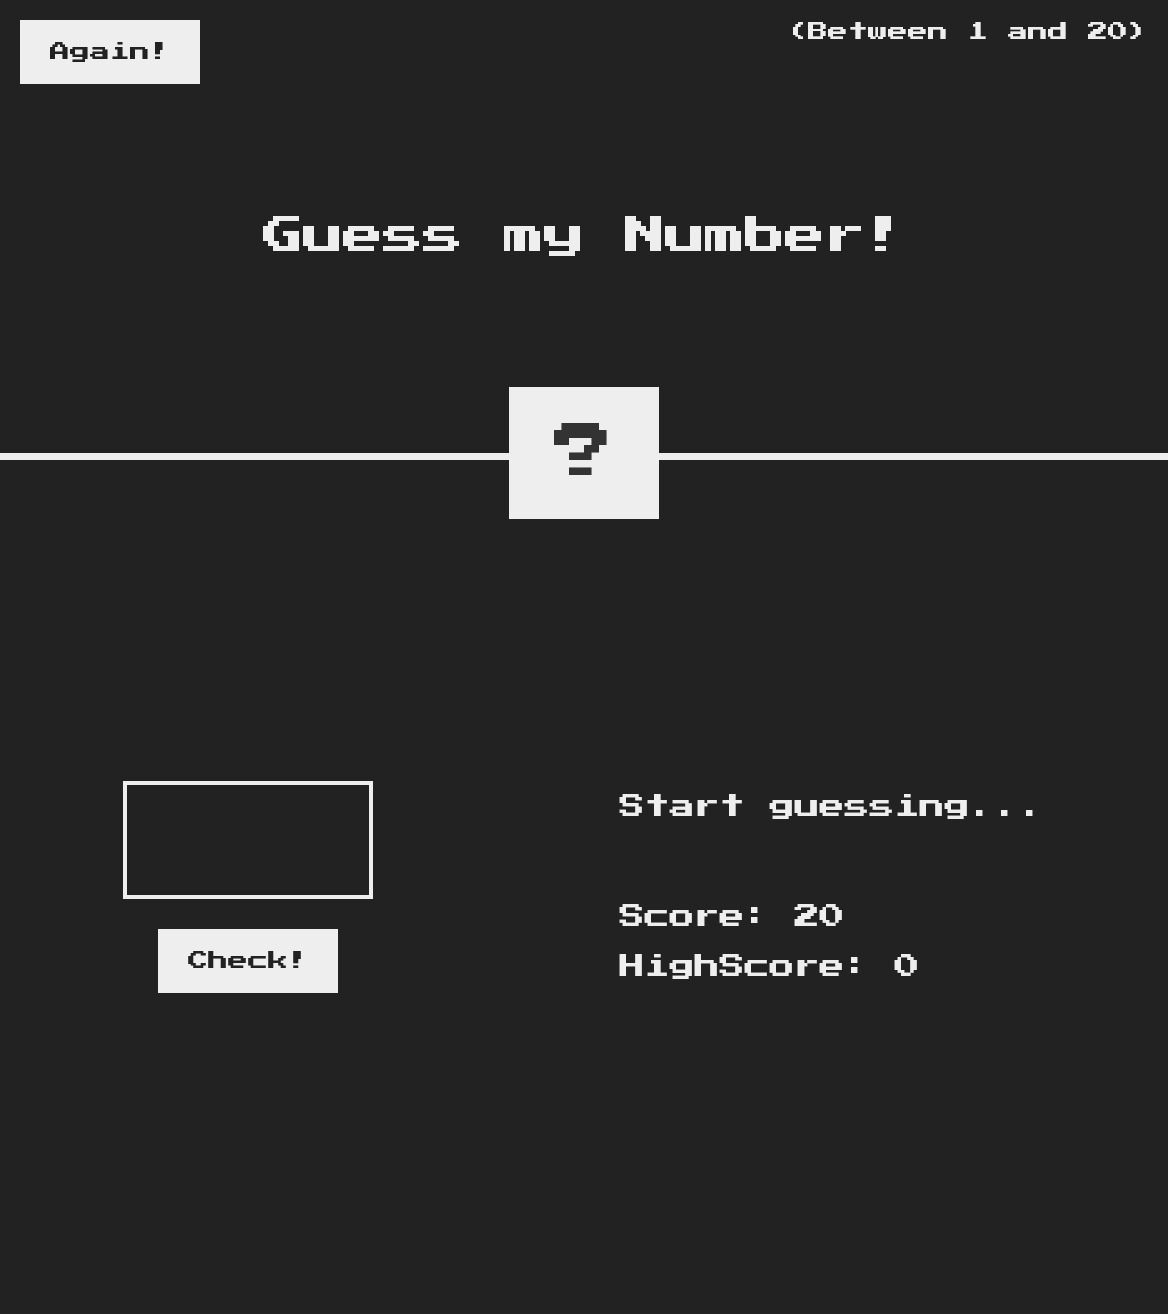 Again!
(Between 1 and 20)
Guess my Number!
?
Start guessing...
Score: 20
Check!
HighScore: 0